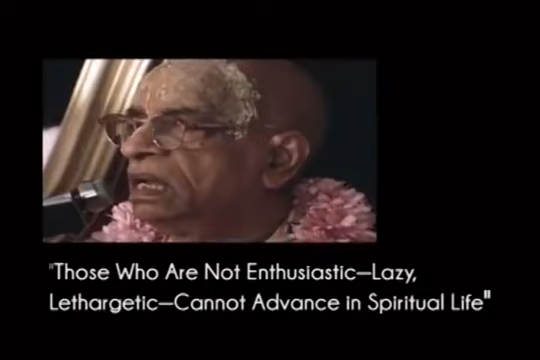 "Those Who Are Not Enthusiastic—Lazy,
Lethargetic—Cannot Advance in Spiritual Life"